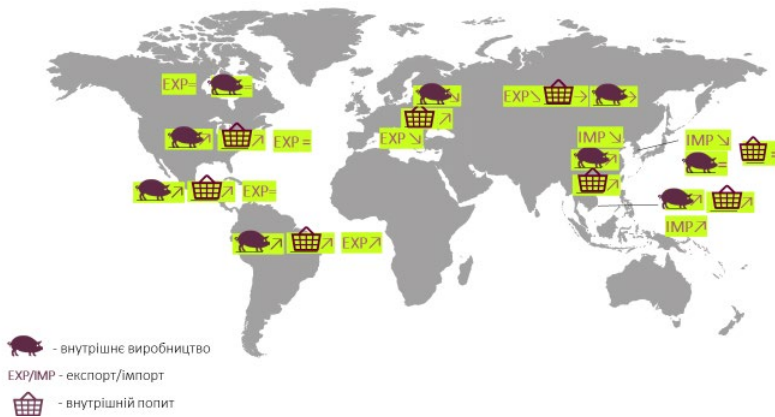 EXP= =
EXP↘ → →
↘
↗ ↗ EXP =
↗
EXP↘
IMP↘
IMP↘
↗
= =
↗
↗ ↗ EXP=
↗ ↗
IMP↗
↗ ↗ EXP↗
- внутрішнє виробництво
EXP/IMP - експорт/імпорт
- внутрішній попит